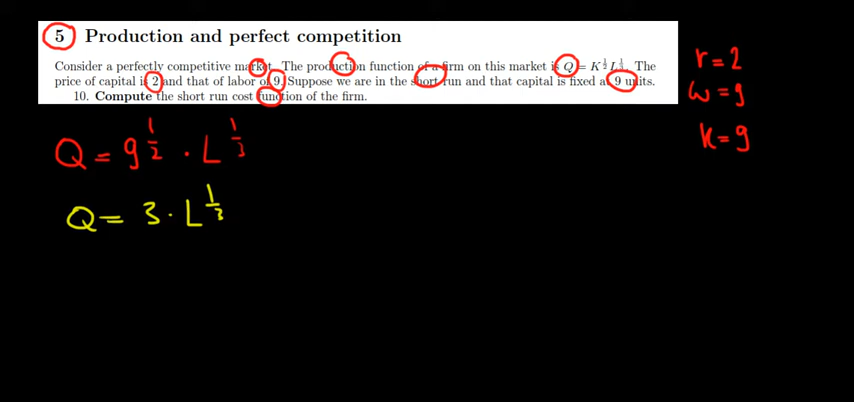 5 Production and perfect competition
Consider a perfectly competitive market. The production function of a firm on this market is Q = K^{1/2} L^{1/3}. The
price of capital is 2 and that of labor of 9. Suppose we are in the short run and that capital is fixed at 9 units.
10. Compute the short run cost function of the firm.
r = 2
w = 9
K = 9
Q = 9^{1/2} · L^{1/3}
Q = 3 · L^{1/3}